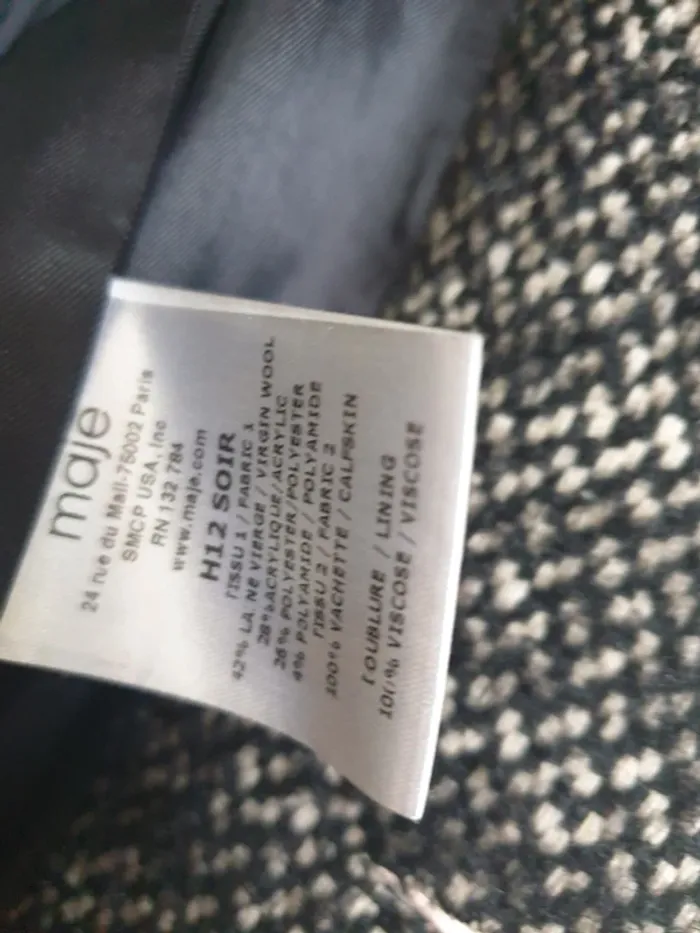 maje
24 rue du Mail-75002 Paris
SMCP USA, Inc
RN 132 784
www.maje.com
H12 SOIR
TISSU 1 / FABRIC 1
42% LA NE VIERGE / VIRGIN WOOL
28% ACRYLIQUE/ACRYLIC
26% POLYESTER/POLYESTER
4% POLYAMIDE / POLYAMIDE
TISSU 2 / FABRIC 2
100% VACHETTE / CALFSKIN
DOUBLURE / LINING
100% VISCOSE / VISCOSE